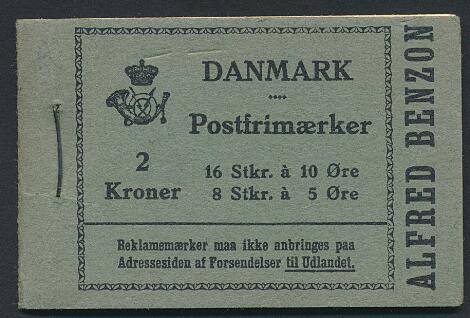 DANMARK
....
Postfrimærker
2
Kroner
16 Stkr. à 10 Øre
8 Stkr. à 5 Øre
Reklamemærker maa ikke anbringes paa
Adressesiden af Forsendelser til Udlandet.
ALFRED BENZON